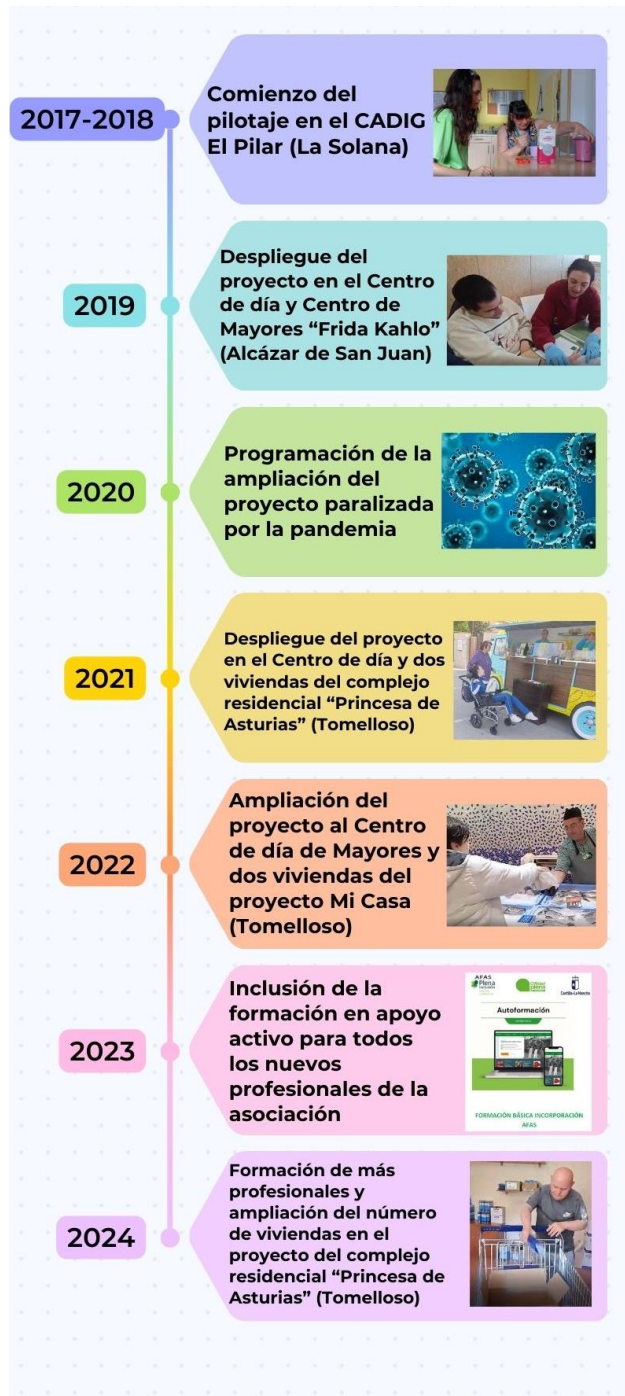 2017-2018
Comienzo del
pilotaje en el CADIG
El Pilar (La Solana)
2019
Despliegue del
proyecto en el Centro
de día y Centro de
Mayores “Frida Kahlo”
(Alcázar de San Juan)
2020
Programación de la
ampliación del
proyecto paralizada
por la pandemia
2021
Despliegue del proyecto
en el Centro de día y dos
viviendas del complejo
residencial “Princesa de
Asturias” (Tomelloso)
2022
Ampliación del
proyecto al Centro
de día de Mayores y
dos viviendas del
proyecto Mi Casa
(Tomelloso)
2023
Inclusión de la
formación en apoyo
activo para todos
los nuevos
profesionales de la
asociación
AFAS
Plena
Castilla-La Mancha
Autoformación
FORMACIÓN BÁSICA INCORPORACIÓN
AFAS
2024
Formación de más
profesionales y
ampliación del número
de viviendas en el
proyecto del complejo
residencial “Princesa de
Asturias” (Tomelloso)